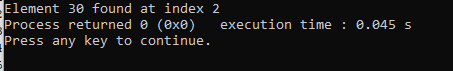 Element 30 found at index 2
Process returned 0 (0x0)   execution time : 0.045 s
Press any key to continue.